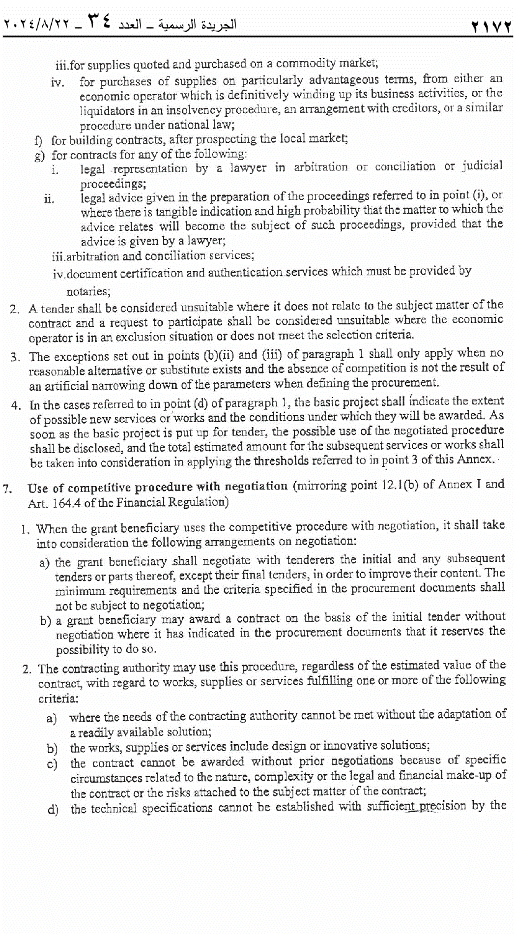 ٢١٧٢ الجريدة الرسمية – العدد ٣٤ – ٢٠٢٤/٨/٢٢
iii.for supplies quoted and purchased on a commodity market;
iv. for purchases of supplies on particularly advantageous terms, from either an
economic operator which is definitively winding up its business activities, or the
liquidators in an insolvency procedure, an arrangement with creditors, or a similar
procedure under national law;
f) for building contracts, after prospecting the local market;
g) for contracts for any of the following:
i. legal representation by a lawyer in arbitration or conciliation or judicial
proceedings;
ii. legal advice given in the preparation of the proceedings referred to in point (i), or
where there is tangible indication and high probability that the matter to which the
advice relates will become the subject of such proceedings, provided that the
advice is given by a lawyer;
iii.arbitration and conciliation services;
iv.document certification and authentication services which must be provided by
notaries;
2. A tender shall be considered unsuitable where it does not relate to the subject matter of the
contract and a request to participate shall be considered unsuitable where the economic
operator is in an exclusion situation or does not meet the selection criteria.
3. The exceptions set out in points (b)(ii) and (iii) of paragraph 1 shall only apply when no
reasonable alternative or substitute exists and the absence of competition is not the result of
an artificial narrowing down of the parameters when defining the procurement.
4. In the cases referred to in point (d) of paragraph 1, the basic project shall indicate the extent
of possible new services or works and the conditions under which they will be awarded. As
soon as the basic project is put up for tender, the possible use of the negotiated procedure
shall be disclosed, and the total estimated amount for the subsequent services or works shall
be taken into consideration in applying the thresholds referred to in point 3 of this Annex.
7. Use of competitive procedure with negotiation (mirroring point 12.1(b) of Annex I and
Art. 164.4 of the Financial Regulation)
1. When the grant beneficiary uses the competitive procedure with negotiation, it shall take
into consideration the following arrangements on negotiation:
a) the grant beneficiary shall negotiate with tenderers the initial and any subsequent
tenders or parts thereof, except their final tenders, in order to improve their content. The
minimum requirements and the criteria specified in the procurement documents shall
not be subject to negotiation;
b) a grant beneficiary may award a contract on the basis of the initial tender without
negotiation where it has indicated in the procurement documents that it reserves the
possibility to do so.
2. The contracting authority may use this procedure, regardless of the estimated value of the
contract, with regard to works, supplies or services fulfilling one or more of the following
criteria:
a) where the needs of the contracting authority cannot be met without the adaptation of
a readily available solution;
b) the works, supplies or services include design or innovative solutions;
c) the contract cannot be awarded without prior negotiations because of specific
circumstances related to the nature, complexity or the legal and financial make-up of
the contract or the risks attached to the subject matter of the contract;
d) the technical specifications cannot be established with sufficient precision by the